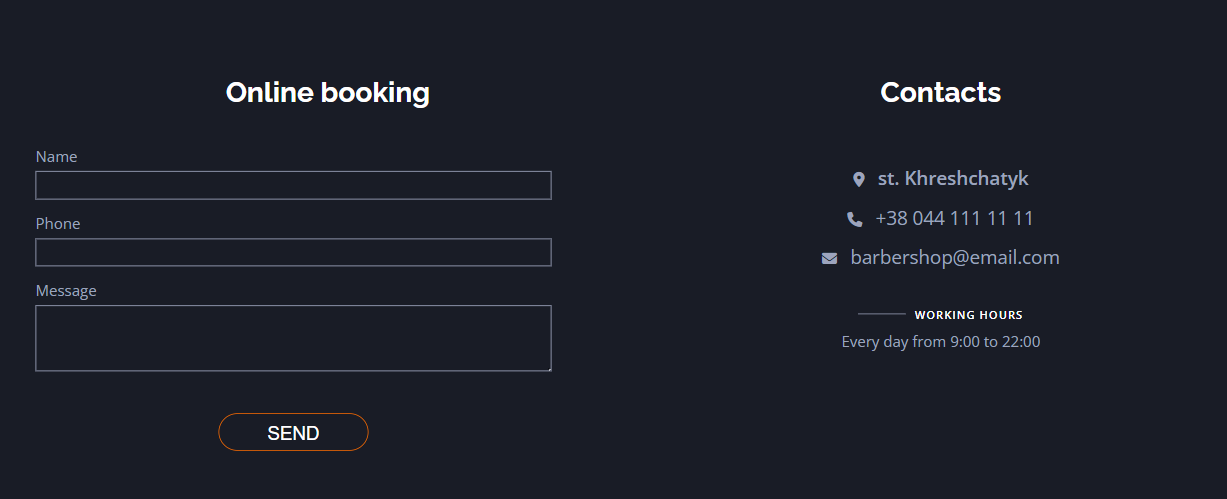 Online booking
Name
Phone
Message
SEND
Contacts
st. Khreshchatyk
+38 044 111 11 11
barbershop@email.com
WORKING HOURS
Every day from 9:00 to 22:00